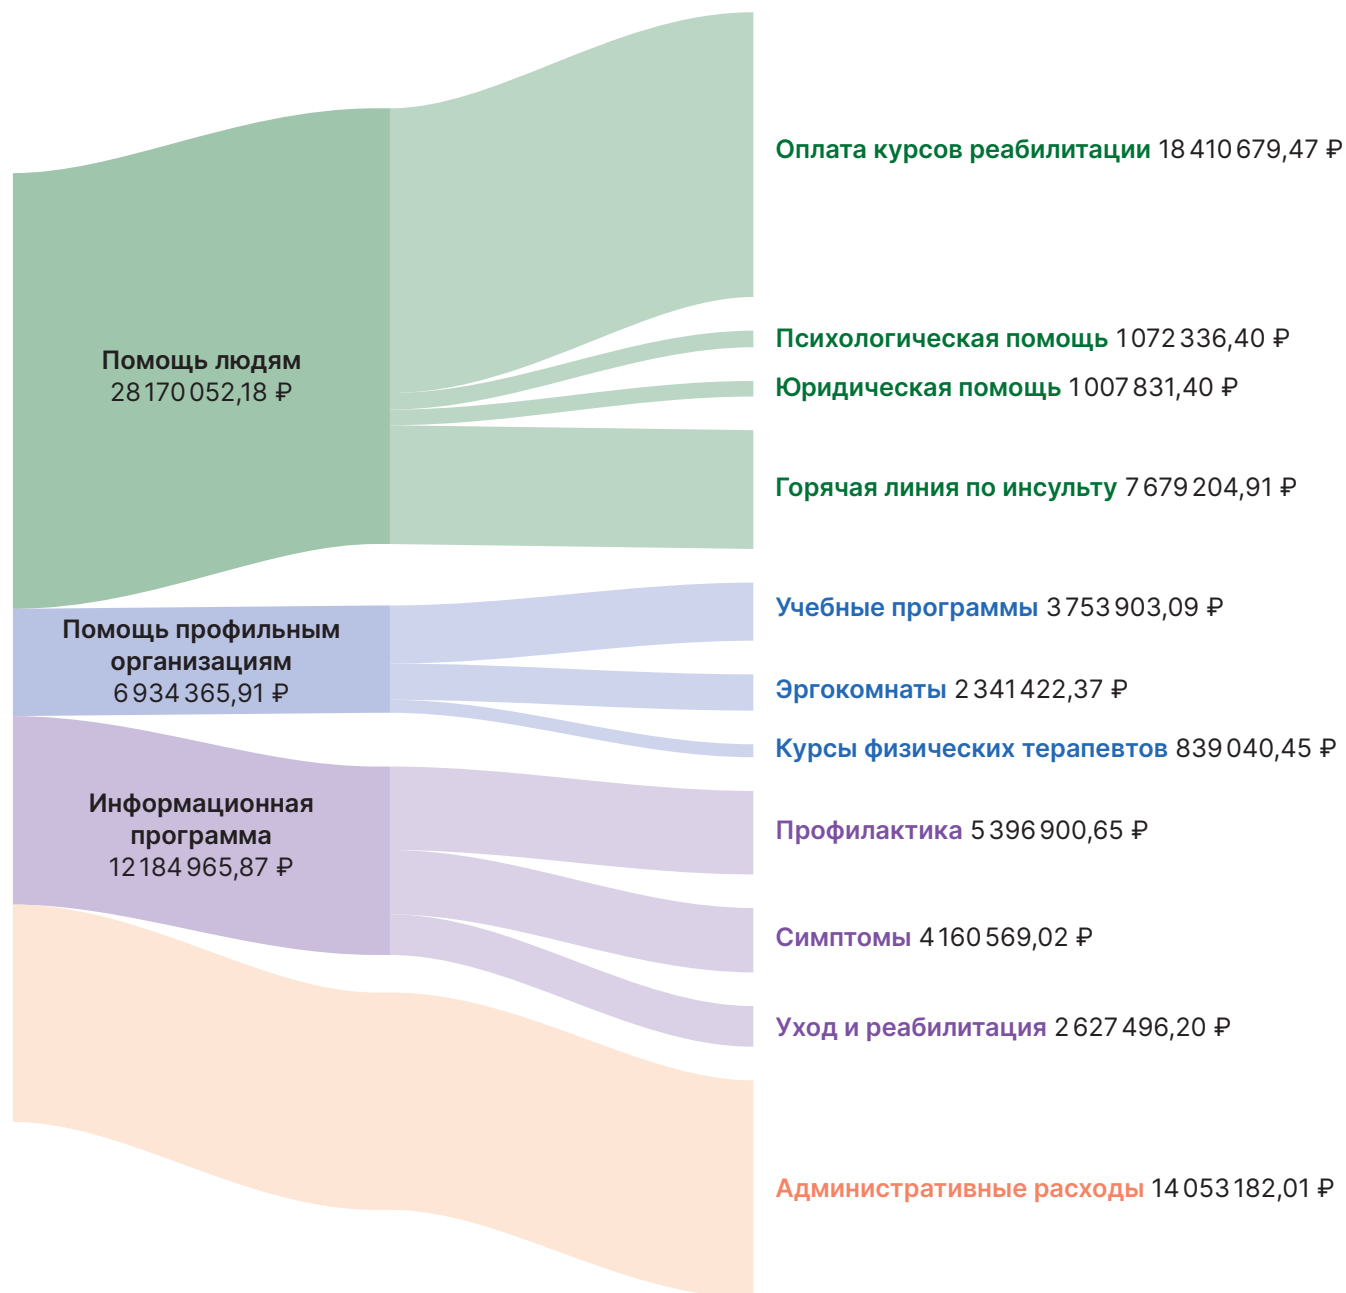 Оплата курсов реабилитации 18 410 679,47 ₽
Психологическая помощь 1 072 336,40 ₽
Юридическая помощь 1 007 831,40 ₽
Горячая линия по инсульту 7 679 204,91 ₽
Помощь людям
28 170 052,18 ₽
Учебные программы 3 753 903,09 ₽
Эргокомнаты 2 341 422,37 ₽
Курсы физических терапевтов 839 040,45 ₽
Помощь профильным
организациям
6 934 365,91 ₽
Профилактика 5 396 900,65 ₽
Симптомы 4 160 569,02 ₽
Уход и реабилитация 2 627 496,20 ₽
Информационная
программа
12 184 965,87 ₽
Административные расходы 14 053 182,01 ₽